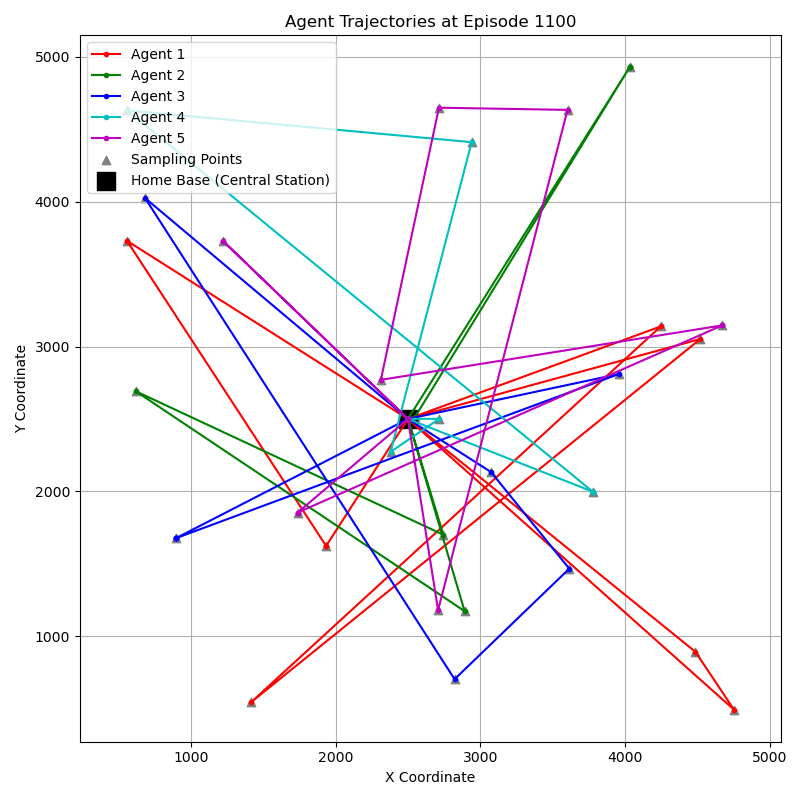 Agent Trajectories at Episode 1100
Agent 1
Agent 2
Agent 3
Agent 4
Agent 5
Sampling Points
Home Base (Central Station)
5000
4000
3000
2000
1000
Y Coordinate
1000
2000
3000
4000
5000
X Coordinate